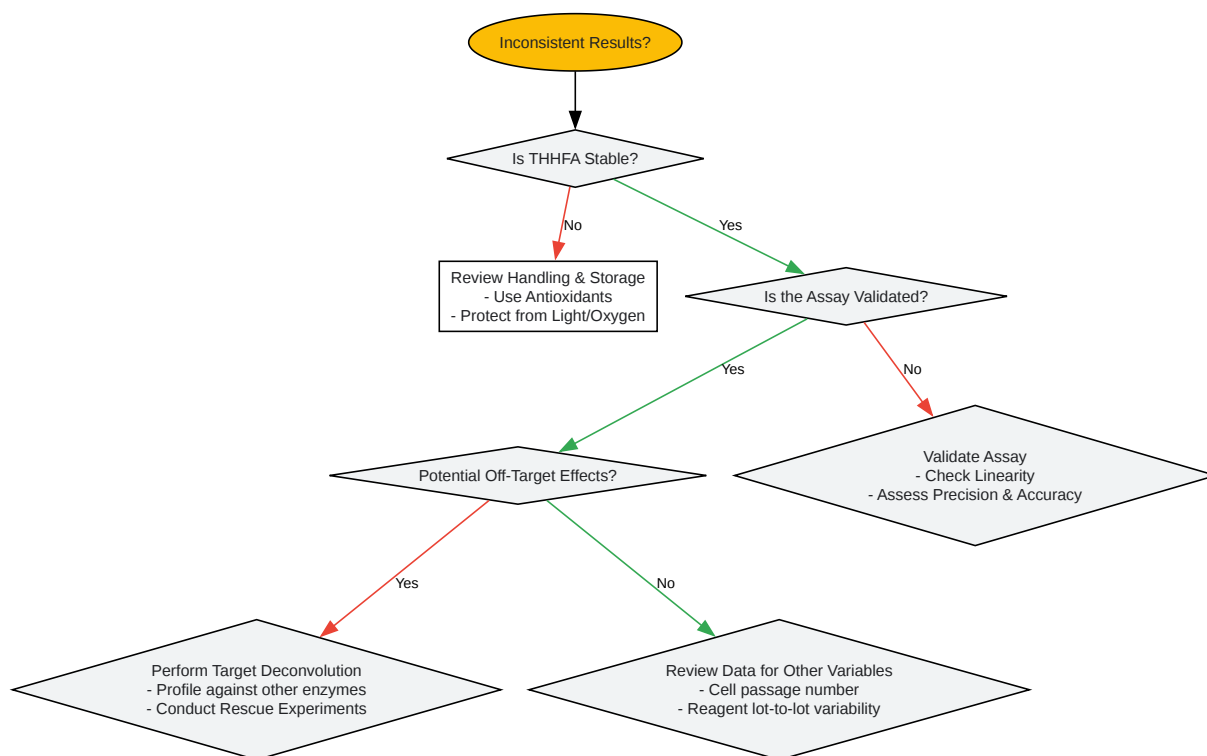 Inconsistent Results?
Is THHFA Stable?
No
Yes
Review Handling & Storage
- Use Antioxidants
- Protect from Light/Oxygen
Is the Assay Validated?
Yes
No
Potential Off-Target Effects?
Validate Assay
- Check Linearity
- Assess Precision & Accuracy
Yes
No
Perform Target Deconvolution
- Profile against other enzymes
- Conduct Rescue Experiments
Review Data for Other Variables
- Cell passage number
- Reagent lot-to-lot variability